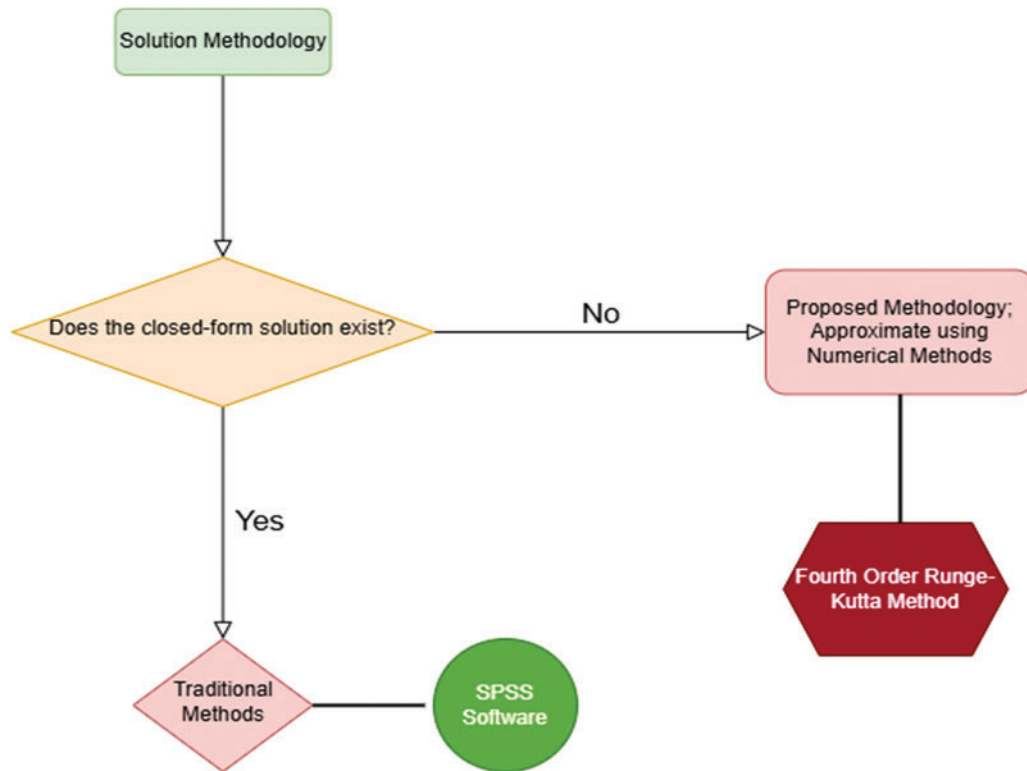 Solution Methodology
Does the closed-form solution exist?
No
Proposed Methodology;
Approximate using
Numerical Methods
Yes
Fourth Order Runge-
Kutta Method
Traditional
Methods
SPSS
Software